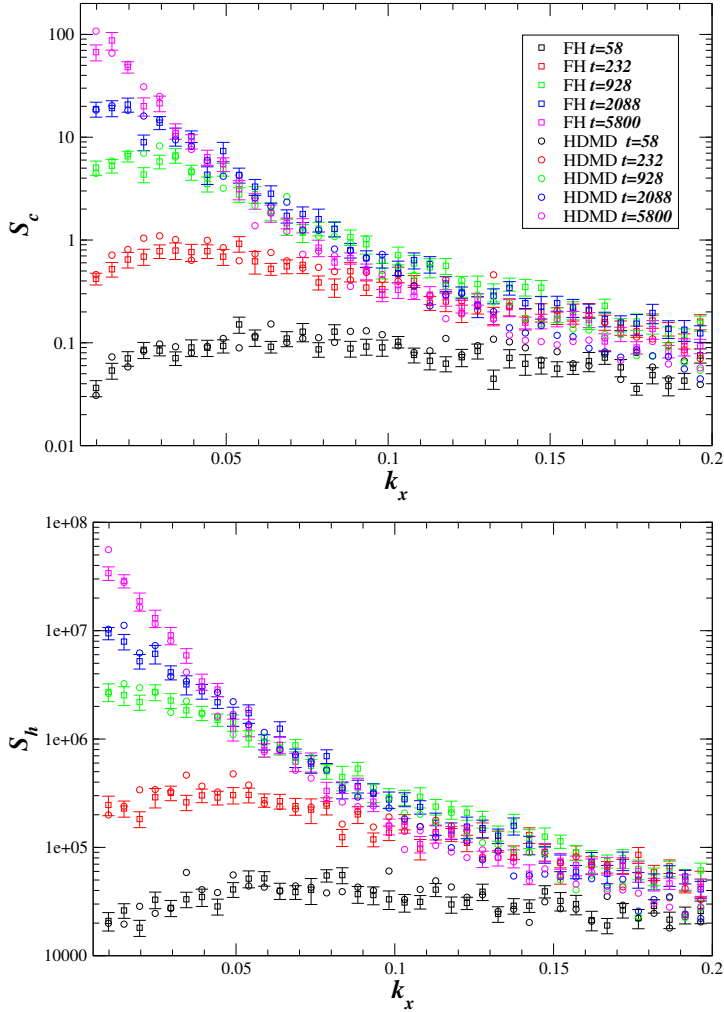 100
10
1
0.1
0.01
S_c
0.05
0.1
0.15
0.2
k_x
FH t=58
FH t=232
FH t=928
FH t=2088
FH t=5800
HDMD t=58
HDMD t=232
HDMD t=928
HDMD t=2088
HDMD t=5800
1e+08
1e+07
1e+06
1e+05
10000
S_h
0.05
0.1
0.15
0.2
k_x